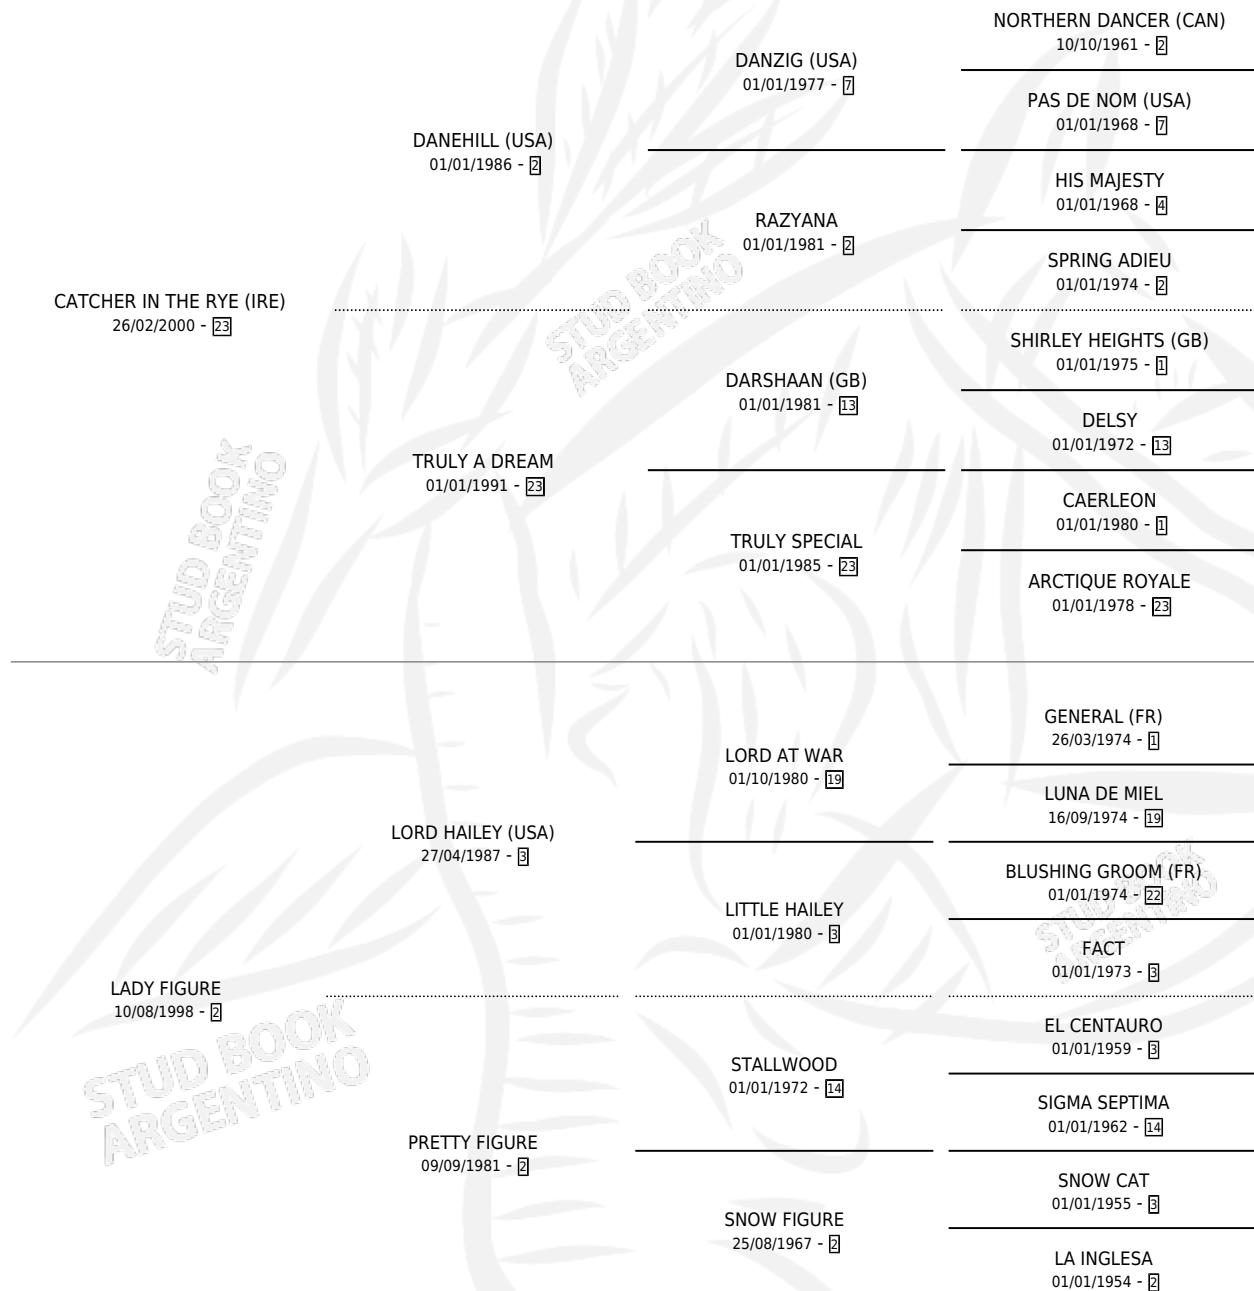 NORTHERN DANCER (CAN)
10/10/1961 - 2
DANZIG (USA)
01/01/1977 - 7
PAS DE NOM (USA)
01/01/1968 - 7
DANEHILL (USA)
01/01/1986 - 2
HIS MAJESTY
01/01/1968 - 4
RAZYANA
01/01/1981 - 2
SPRING ADIEU
01/01/1974 - 2
CATCHER IN THE RYE (IRE)
26/02/2000 - 23
SHIRLEY HEIGHTS (GB)
01/01/1975 - 1
DARSHAAN (GB)
01/01/1981 - 13
DELSY
01/01/1972 - 13
TRULY A DREAM
01/01/1991 - 23
CAERLEON
01/01/1980 - 1
TRULY SPECIAL
01/01/1985 - 23
ARCTIQUE ROYALE
01/01/1978 - 23
GENERAL (FR)
26/03/1974 - 1
LORD AT WAR
01/10/1980 - 19
LUNA DE MIEL
16/09/1974 - 19
LORD HAILEY (USA)
27/04/1987 - 3
BLUSHING GROOM (FR)
01/01/1974 - 22
LITTLE HAILEY
01/01/1980 - 3
FACT
01/01/1973 - 3
LADY FIGURE
10/08/1998 - 2
EL CENTAURO
01/01/1959 - 3
STALLWOOD
01/01/1972 - 14
SIGMA SEPTIMA
01/01/1962 - 14
PRETTY FIGURE
09/09/1981 - 2
SNOW CAT
01/01/1955 - 3
SNOW FIGURE
25/08/1967 - 2
LA INGLESA
01/01/1954 - 2
STUD BOOK
ARGENTINO
STUD BOOK
ARGENTINO
STUD BOOK
ARGENTINO
STUD BOOK
ARGENTINO